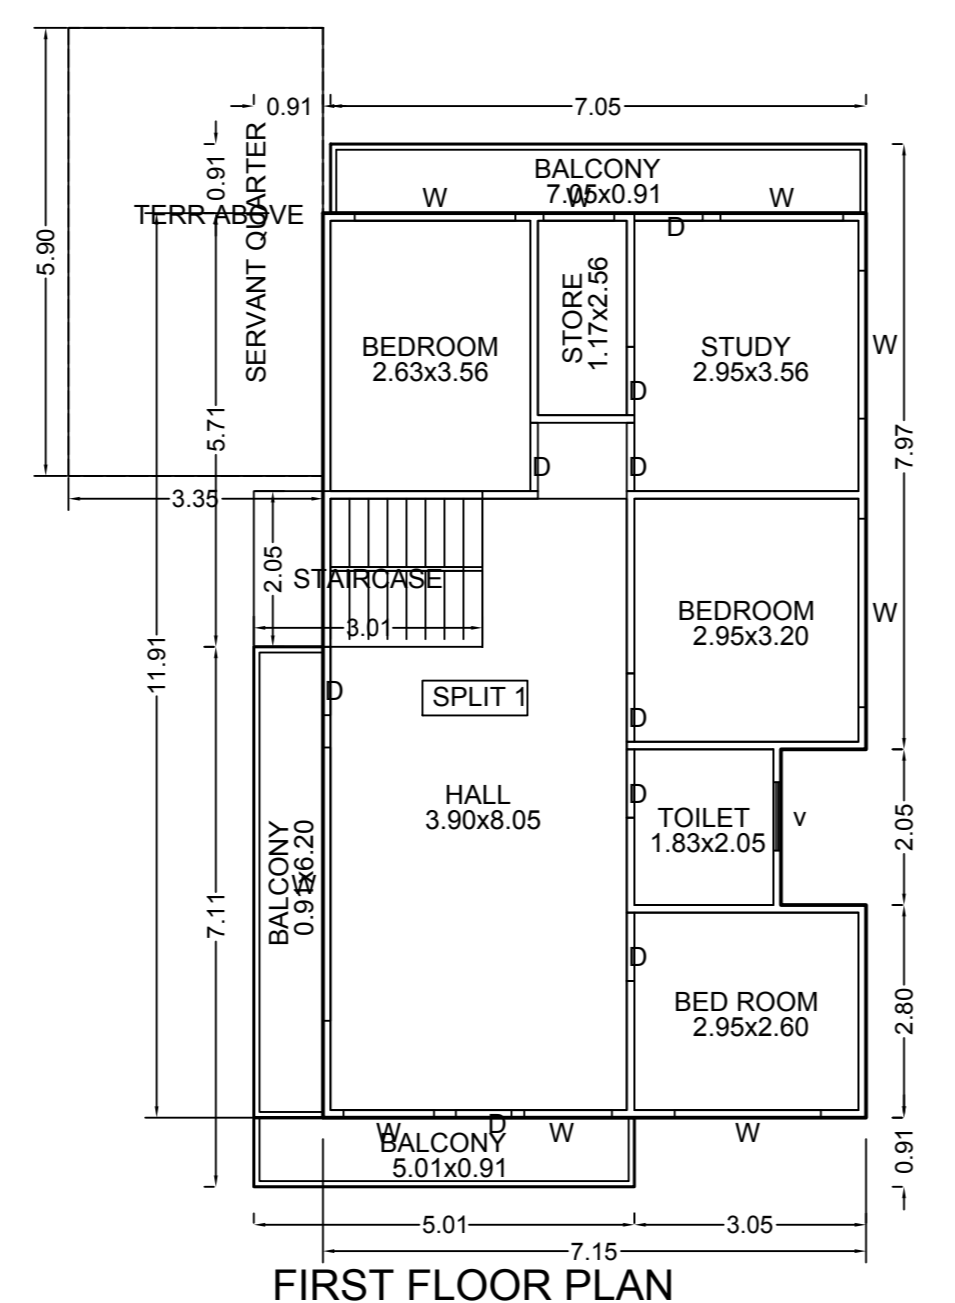 0.91
7.05
0.91
SERVANT QUARTER
TERR ABOVE
BALCONY
7.05x0.91
W
W
W
D
5.90
BEDROOM
2.63x3.56
STORE
1.17x2.56
STUDY
2.95x3.56
W
D
5.71
7.97
D
D
3.35
2.05
STAIRCASE
3.01
BEDROOM
2.95x3.20
W
11.91
D
SPLIT 1
D
HALL
3.90x8.05
D
TOILET
1.83x2.05
v
2.05
BALCONY
0.91x6.20
W
7.11
D
BED ROOM
2.95x2.60
2.80
W
D
W
W
BALCONY
5.01x0.91
0.91
5.01
3.05
7.15
FIRST FLOOR PLAN